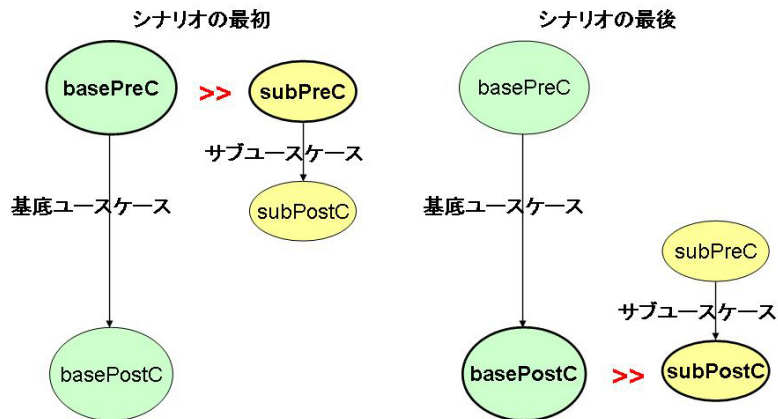 シナリオの最初
basePreC
>>
subPreC
サブユースケース
基底ユースケース
subPostC
basePostC
シナリオの最後
basePreC
基底ユースケース
subPreC
サブユースケース
basePostC
>>
subPostC